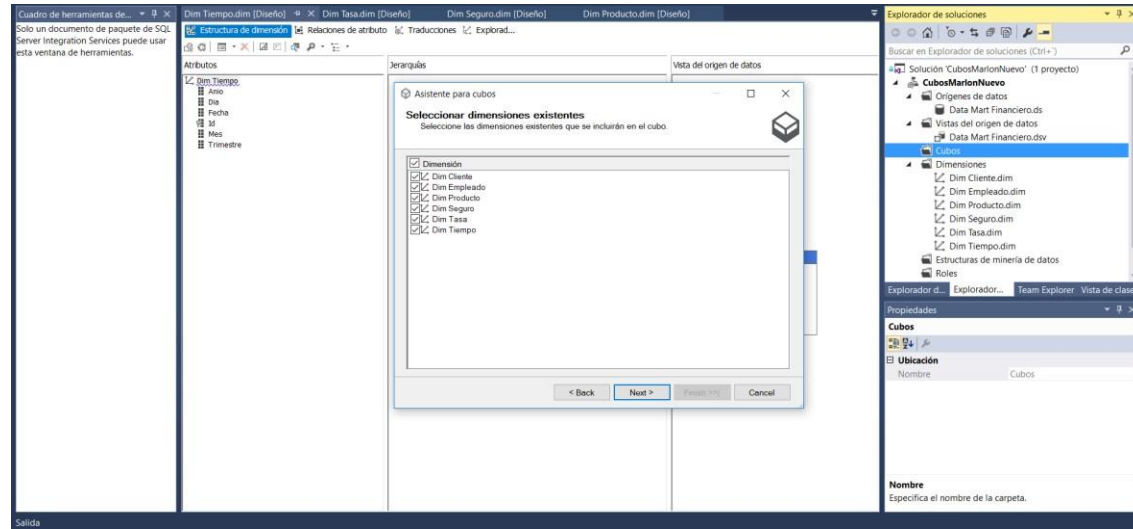 Cuadro de herramientas de...
Solo un documento de paquete de SQL
Server Integration Services puede usar
esta ventana de herramientas.
Dim Tiempo.dim [Diseño] Dim Tasa.dim [Diseño] Dim Seguro.dim [Diseño] Dim Producto.dim [Diseño]
Estructura de dimensión Relaciones de atributo Traducciones Explorad...
Atributos
Dim Tiempo
Anio
Dia
Fecha
Id
Mes
Trimestre
Jerarquías
Vista del origen de datos
Asistente para cubos
Seleccionar dimensiones existentes
Seleccione las dimensiones existentes que se incluirán en el cubo.
Dimensión
Dim Cliente
Dim Empleado
Dim Producto
Dim Seguro
Dim Tasa
Dim Tiempo
< Back Next > Finish >>| Cancel
Explorador de soluciones
Buscar en Explorador de soluciones (Ctrl+')
Solución 'CubosMarlonNuevo' (1 proyecto)
CubosMarlonNuevo
Orígenes de datos
Data Mart Financiero.ds
Vistas del origen de datos
Data Mart Financiero.dsv
Cubos
Dimensiones
Dim Cliente.dim
Dim Empleado.dim
Dim Producto.dim
Dim Seguro.dim
Dim Tasa.dim
Dim Tiempo.dim
Estructuras de minería de datos
Roles
Explorador d... Explorador... Team Explorer Vista de clase
Propiedades
Cubos
Ubicación
Nombre Cubos
Nombre
Especifica el nombre de la carpeta.
Salida